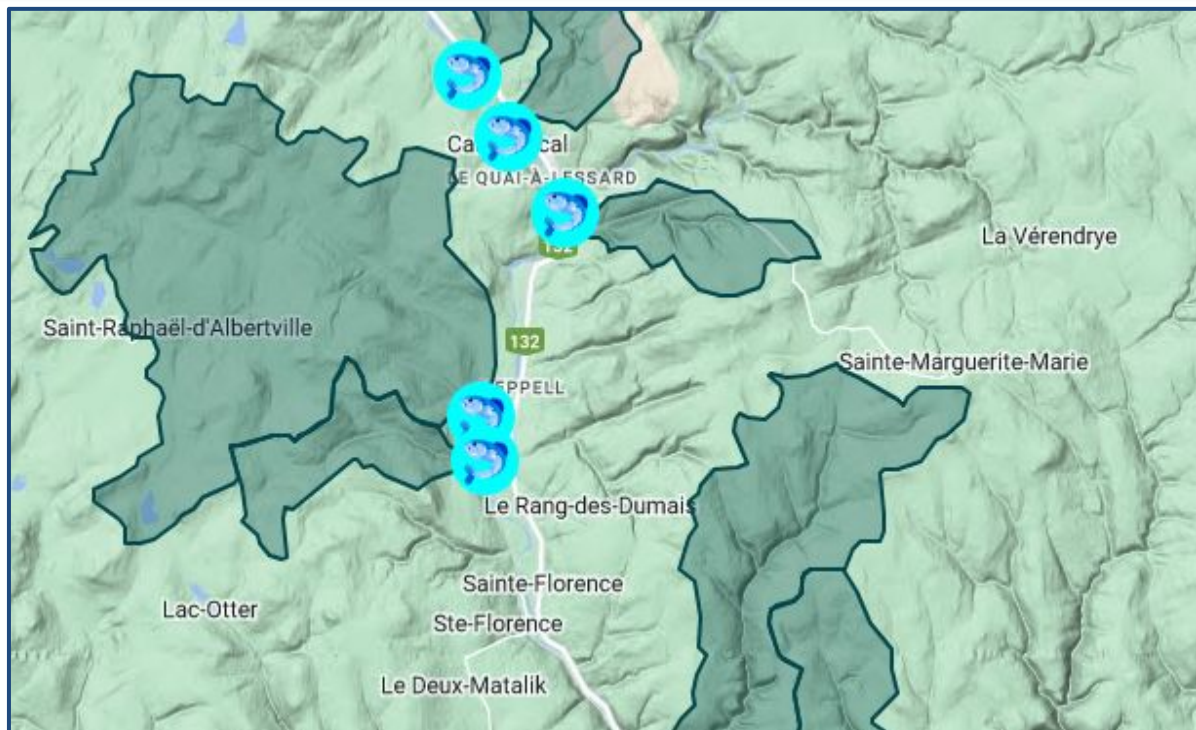 LE QUAI-À-LESSARD
La Vérendrye
132
Saint-Raphaël-d'Albertville
132
Sainte-Marguerite-Marie
Le Rang-des-Dumais
Sainte-Florence
Lac-Otter
Ste-Florence
Le Deux-Matalik